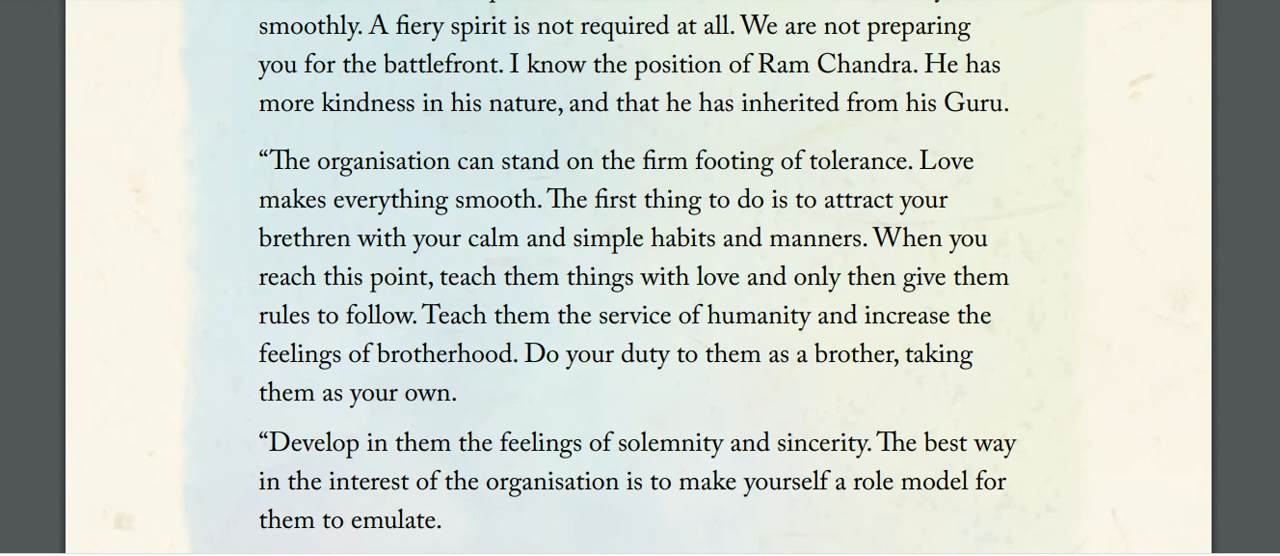 smoothly. A fiery spirit is not required at all. We are not preparing
you for the battlefront. I know the position of Ram Chandra. He has
more kindness in his nature, and that he has inherited from his Guru.
“The organisation can stand on the firm footing of tolerance. Love
makes everything smooth. The first thing to do is to attract your
brethren with your calm and simple habits and manners. When you
reach this point, teach them things with love and only then give them
rules to follow. Teach them the service of humanity and increase the
feelings of brotherhood. Do your duty to them as a brother, taking
them as your own.
“Develop in them the feelings of solemnity and sincerity. The best way
in the interest of the organisation is to make yourself a role model for
them to emulate.